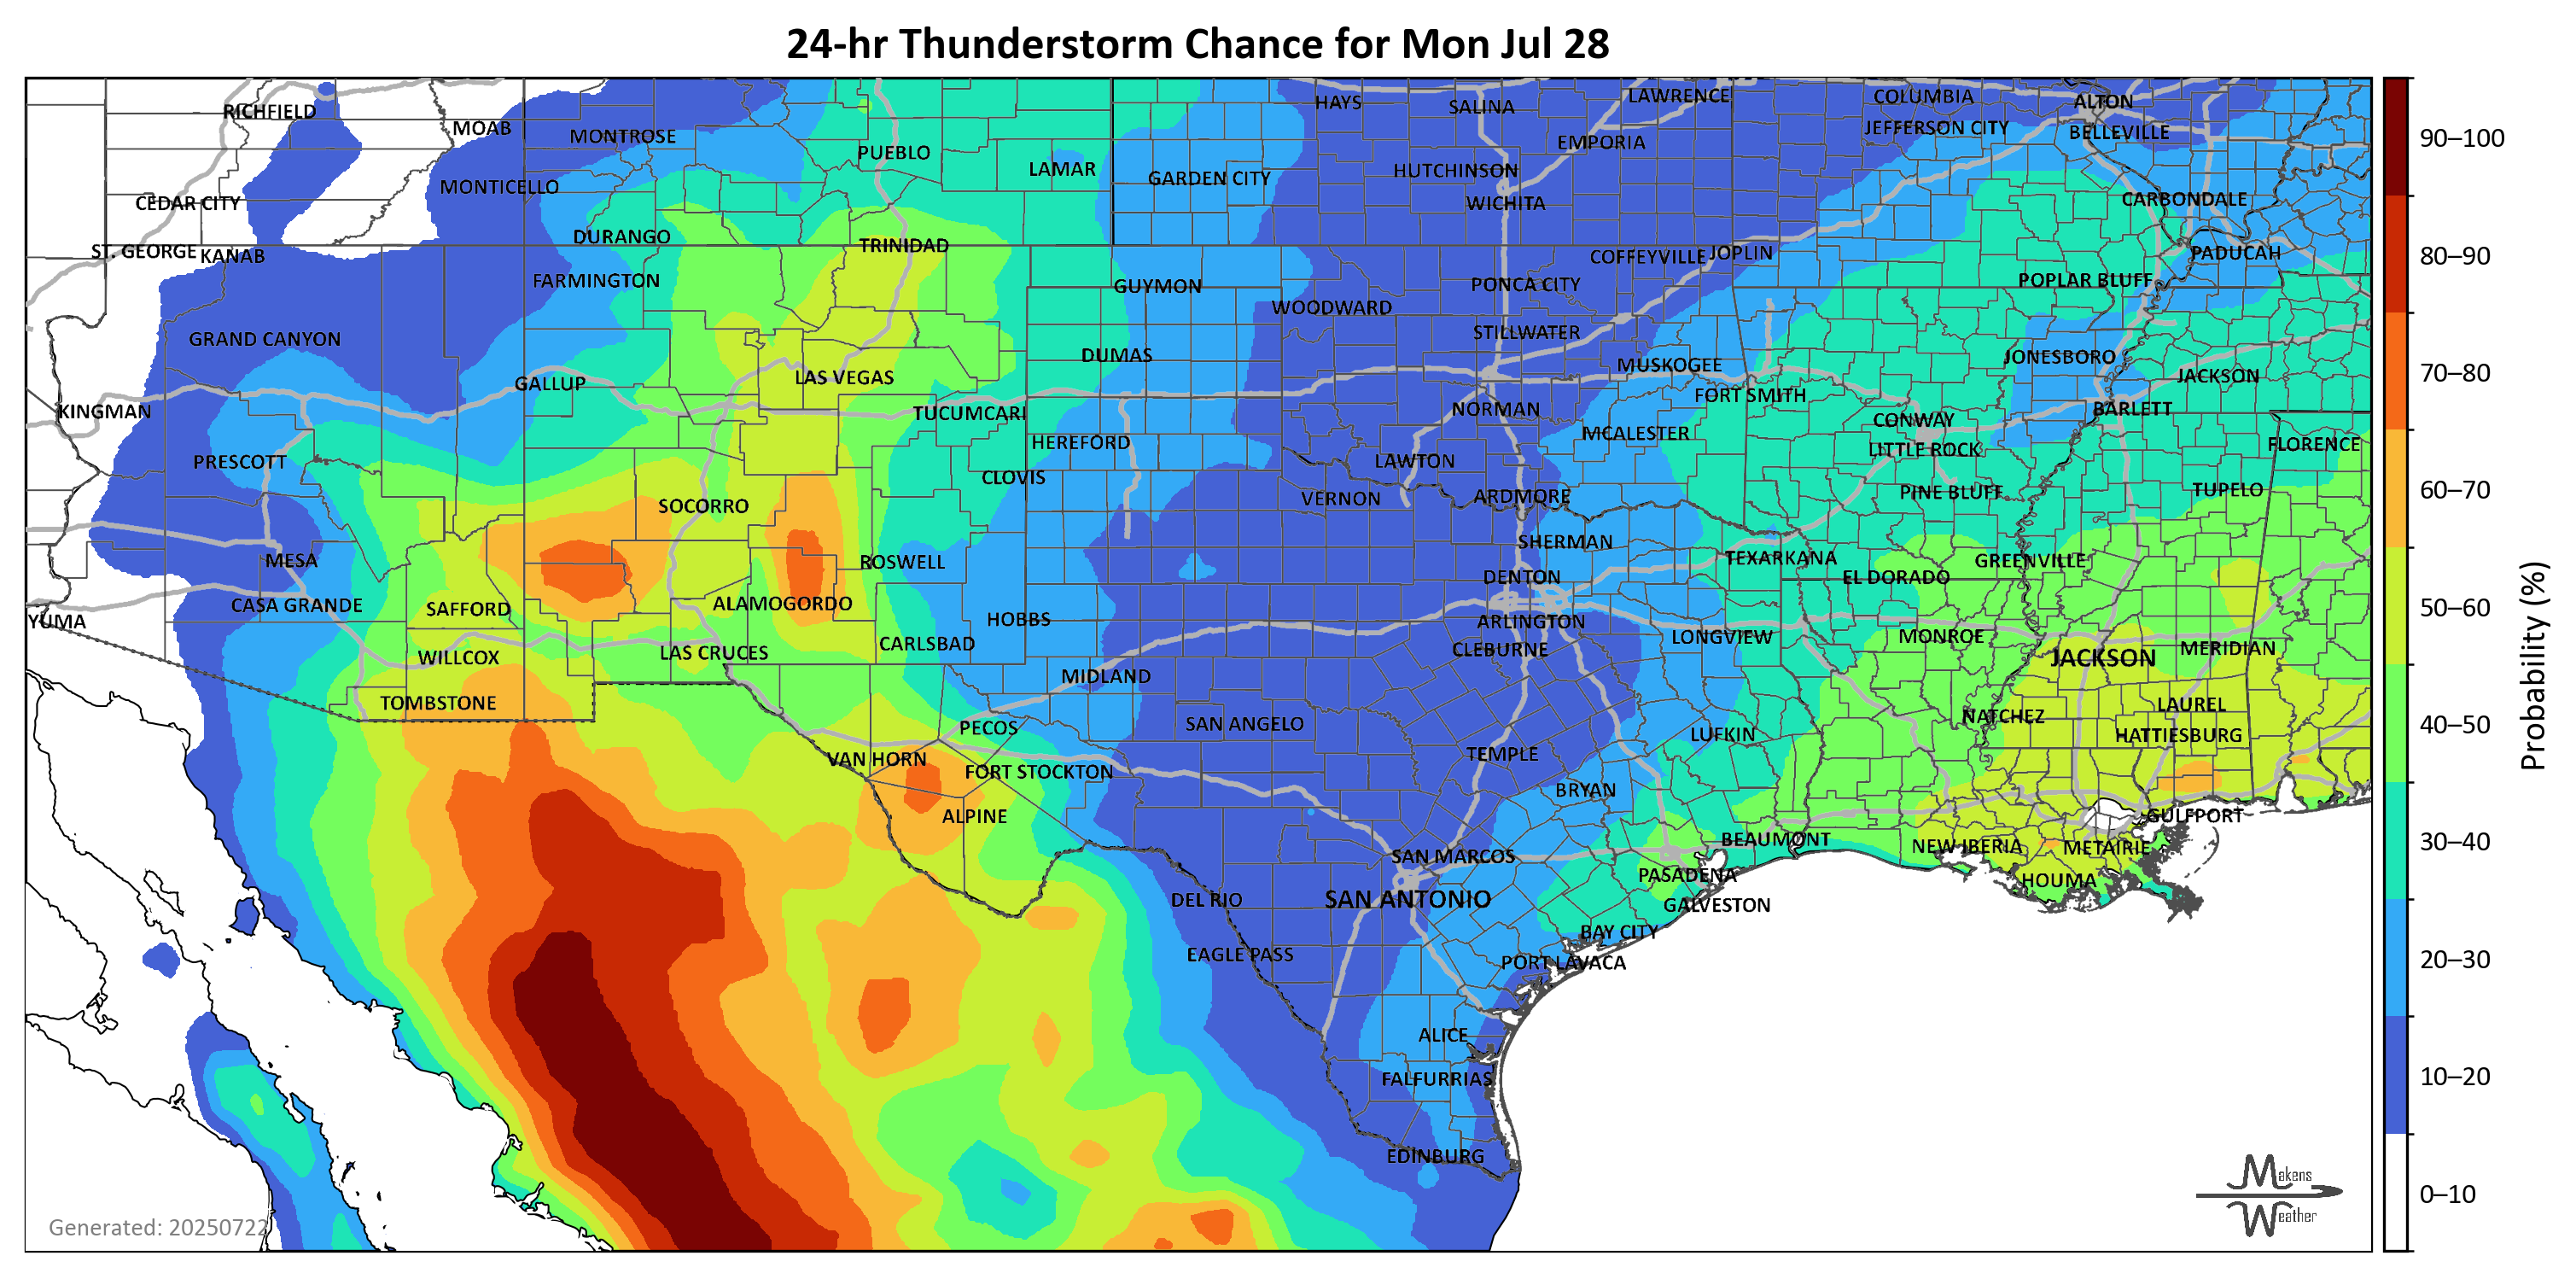 24-hr Thunderstorm Chance for Mon Jul 28
HAYS
SALINA
LAWRENCE
COLUMBIA
ALTON
RICHFIELD
MOAB
MONTROSE
EMPORIA
JEFFERSON CITY
BELLEVILLE
PUEBLO
LAMAR
GARDEN CITY
HUTCHINSON
MONTICELLO
CEDAR CITY
WICHITA
CARBONDALE
DURANGO
TRINIDAD
ST. GEORGE
KANAB
COFFEYVILLE
JOPLIN
PADUCAH
FARMINGTON
GUYMON
PONCA CITY
POPLAR BLUFF
WOODWARD
GRAND CANYON
STILLWATER
DUMAS
JONESBORO
MUSKOGEE
LAS VEGAS
JACKSON
GALLUP
FORT SMITH
KINGMAN
TUCUMCARI
NORMAN
BARLETT
CONWAY
HEREFORD
MCALESTER
LITTLE ROCK
FLORENCE
PRESCOTT
LAWTON
CLOVIS
VERNON
ARDMORE
PINE BLUFF
TUPELO
SOCORRO
SHERMAN
MESA
ROSWELL
TEXARKANA
GREENVILLE
DENTON
EL DORADO
CASA GRANDE
SAFFORD
ALAMOGORDO
HOBBS
ARLINGTON
YUMA
LONGVIEW
MONROE
CARLSBAD
CLEBURNE
WILLCOX
LAS CRUCES
JACKSON
MERIDIAN
MIDLAND
TOMBSTONE
LAUREL
SAN ANGELO
PECOS
NATCHEZ
LUFKIN
HATTIESBURG
VAN HORN
TEMPLE
FORT STOCKTON
BRYAN
ALPINE
GULFPORT
BEAUMONT
NEW IBERIA
METAIRIE
SAN MARCOS
PASADENA
HOUMA
DEL RIO
SAN ANTONIO
GALVESTON
BAY CITY
EAGLE PASS
PORT LAVACA
ALICE
FALFURRIAS
EDINBURG
Generated: 20250722
Makens
Weather
90–100
80–90
70–80
60–70
50–60
40–50
30–40
20–30
10–20
0–10
Probability (%)